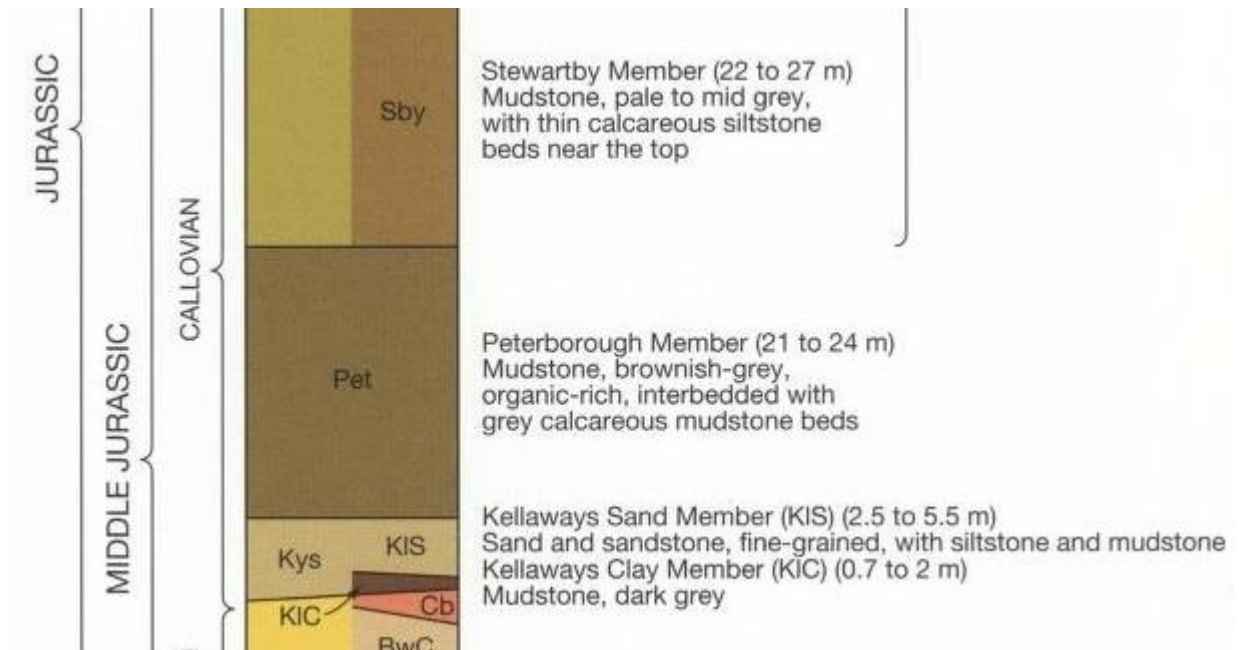 JURASSIC
MIDDLE JURASSIC
CALLOVIAN
Sby
Stewartby Member (22 to 27 m)
Mudstone, pale to mid grey,
with thin calcareous siltstone
beds near the top
Pet
Peterborough Member (21 to 24 m)
Mudstone, brownish-grey,
organic-rich, interbedded with
grey calcareous mudstone beds
Kys
KlS
KlC
Cb
BwC
Kellaways Sand Member (KlS) (2.5 to 5.5 m)
Sand and sandstone, fine-grained, with siltstone and mudstone
Kellaways Clay Member (KlC) (0.7 to 2 m)
Mudstone, dark grey